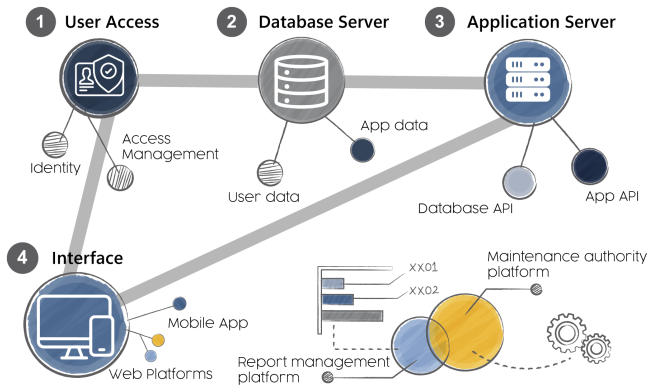 1 User Access
2 Database Server
3 Application Server
Identity
Access
Management
App data
User data
Database API
App API
4 Interface
Mobile App
Web Platforms
XX01
XX02
Maintenance authority
platform
Report management
platform